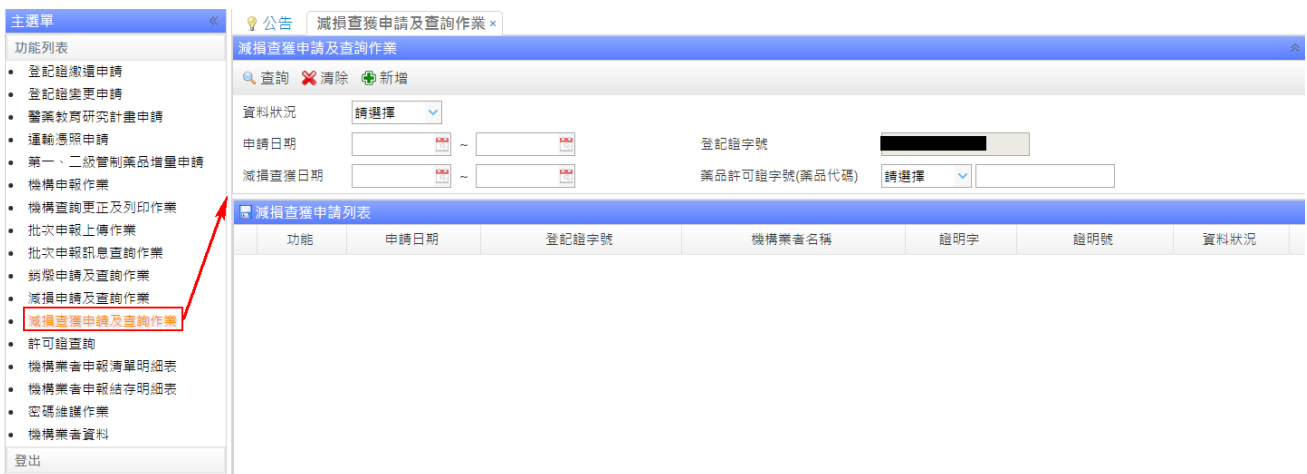 主選單 «
功能列表
登記證繳還申請
登記證變更申請
醫藥教育研究計畫申請
運輸憑照申請
第一、二級管制藥品增量申請
機構申報作業
機構查詢更正及列印作業
批次申報上傳作業
批次申報訊息查詢作業
銷燬申請及查詢作業
減損申請及查詢作業
減損查獲申請及查詢作業
許可證查詢
機構業者申報清單明細表
機構業者申報結存明細表
密碼維護作業
機構業者資料
登出
公告 減損查獲申請及查詢作業 ×
減損查獲申請及查詢作業
查詢 清除 新增
資料狀況 請選擇
申請日期 ~ 登記證字號
減損查獲日期 ~ 藥品許可證字號(藥品代碼) 請選擇
減損查獲申請列表
功能 申請日期 登記證字號 機構業者名稱 證明字 證明號 資料狀況